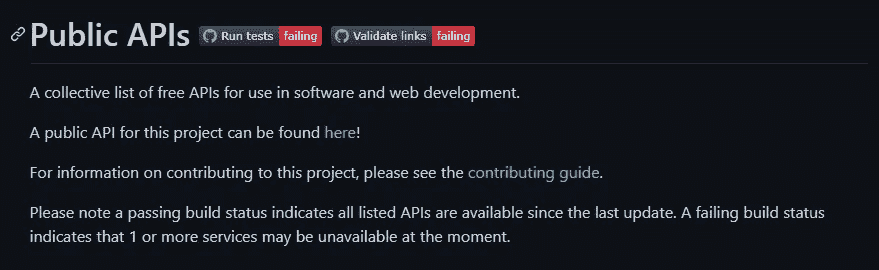 Public APIs Run tests failing Validate links failing
A collective list of free APIs for use in software and web development.
A public API for this project can be found here!
For information on contributing to this project, please see the contributing guide.
Please note a passing build status indicates all listed APIs are available since the last update. A failing build status
indicates that 1 or more services may be unavailable at the moment.